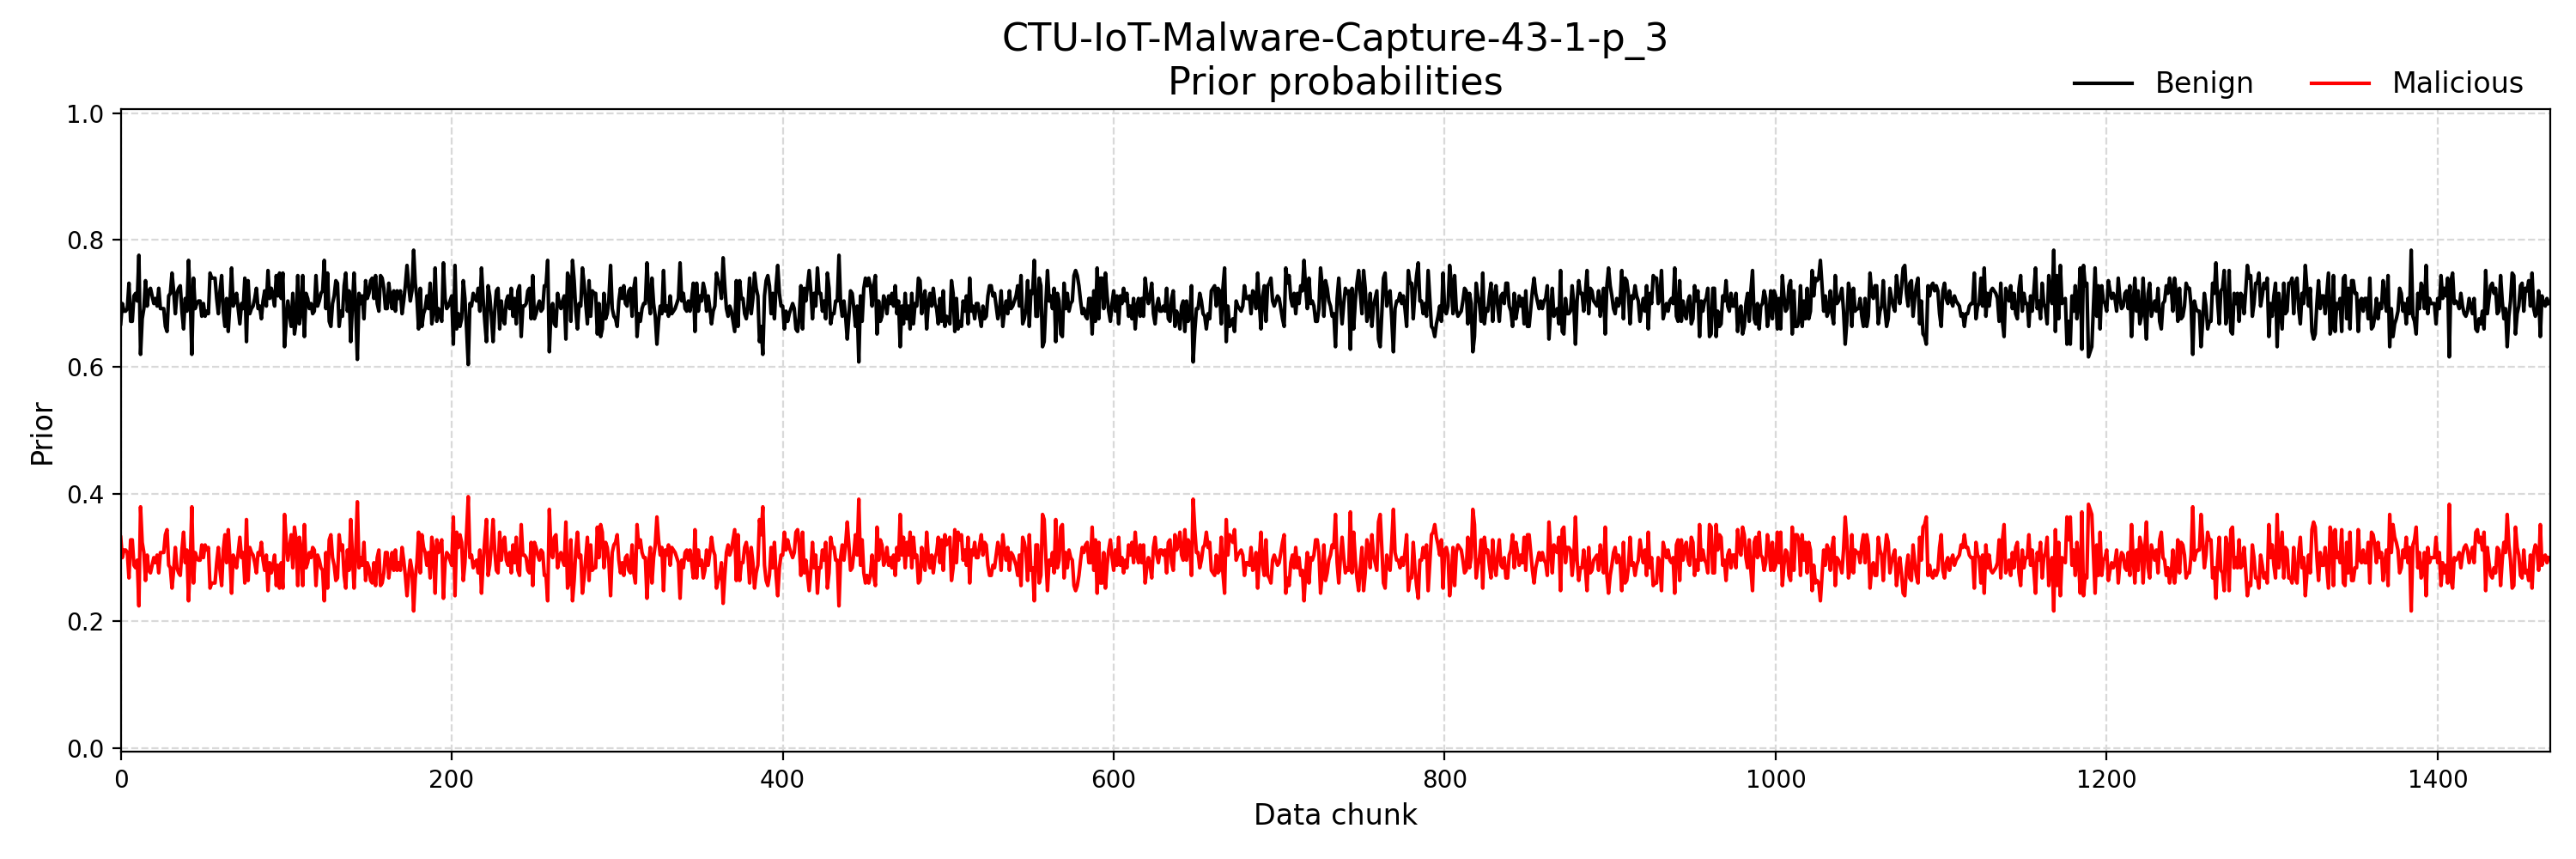 CTU-IoT-Malware-Capture-43-1-p_3
Prior probabilities
Benign
Malicious
1.0
0.8
0.6
0.4
0.2
0.0
Prior
0 200 400 600 800 1000 1200 1400
Data chunk